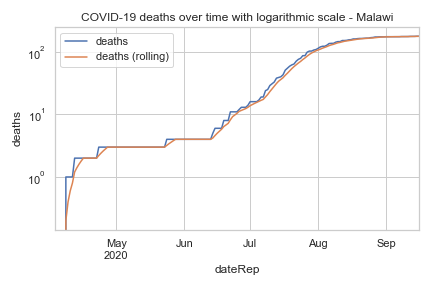 COVID-19 deaths over time with logarithmic scale - Malawi
deaths
deaths (rolling)
10²
10¹
10⁰
deaths
May
2020
Jun
Jul
Aug
Sep
dateRep